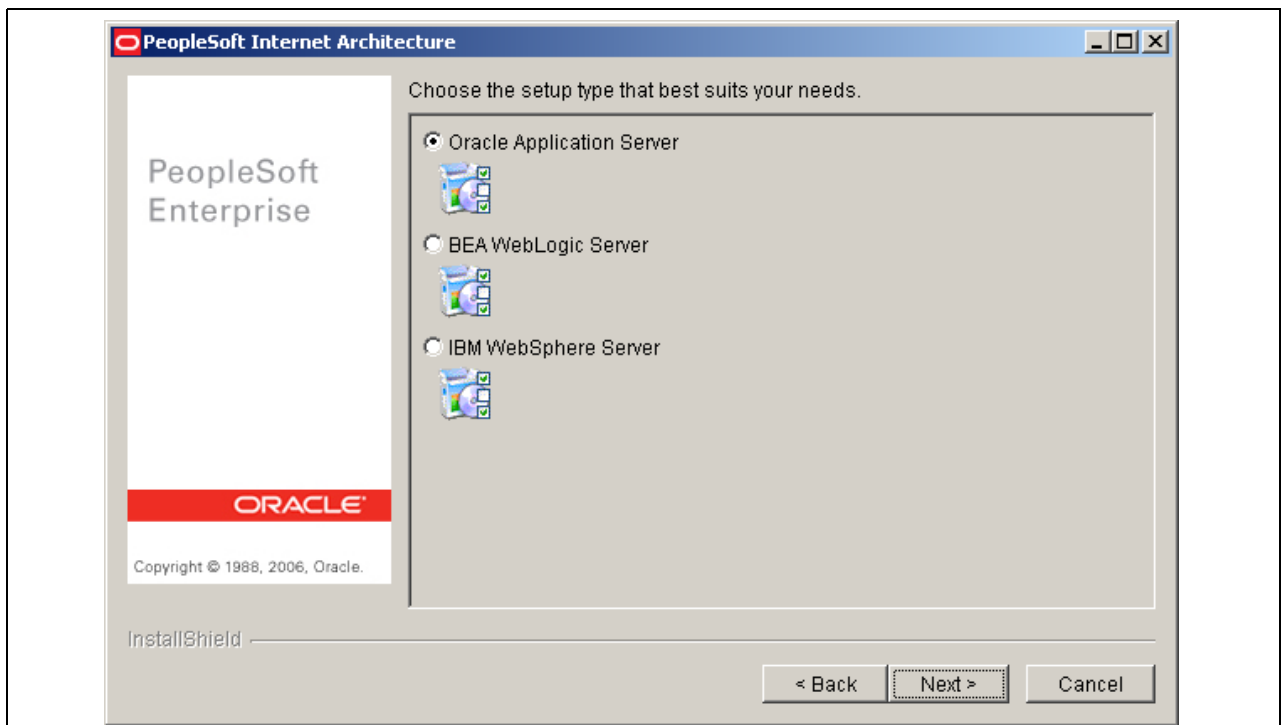 PeopleSoft Internet Architecture
Choose the setup type that best suits your needs.
PeopleSoft
Enterprise
Oracle Application Server
BEA WebLogic Server
IBM WebSphere Server
ORACLE
Copyright © 1988, 2006, Oracle.
InstallShield
< Back Next > Cancel